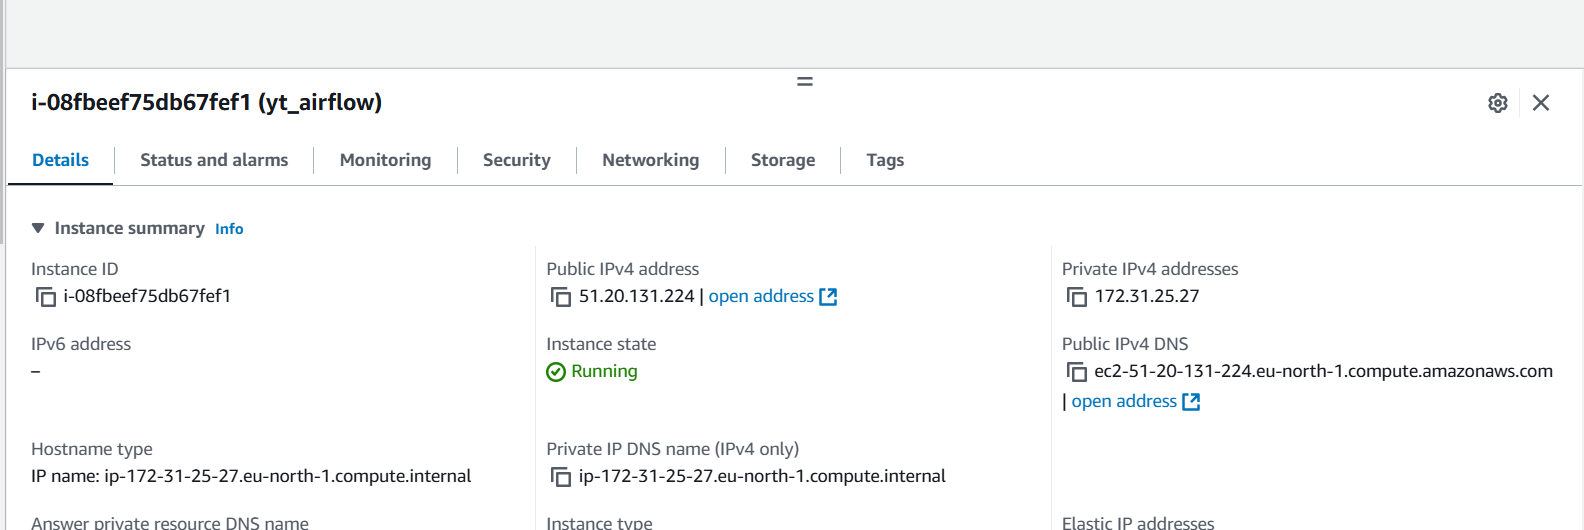 i-08fbeef75db67fef1 (yt_airflow)
Details
Status and alarms
Monitoring
Security
Networking
Storage
Tags
Instance summary Info
Instance ID
i-08fbeef75db67fef1
Public IPv4 address
51.20.131.224 | open address
Private IPv4 addresses
172.31.25.27
IPv6 address
–
Instance state
Running
Public IPv4 DNS
ec2-51-20-131-224.eu-north-1.compute.amazonaws.com
| open address
Hostname type
IP name: ip-172-31-25-27.eu-north-1.compute.internal
Private IP DNS name (IPv4 only)
ip-172-31-25-27.eu-north-1.compute.internal
Answer private resource DNS name
Instance type
Elastic IP addresses